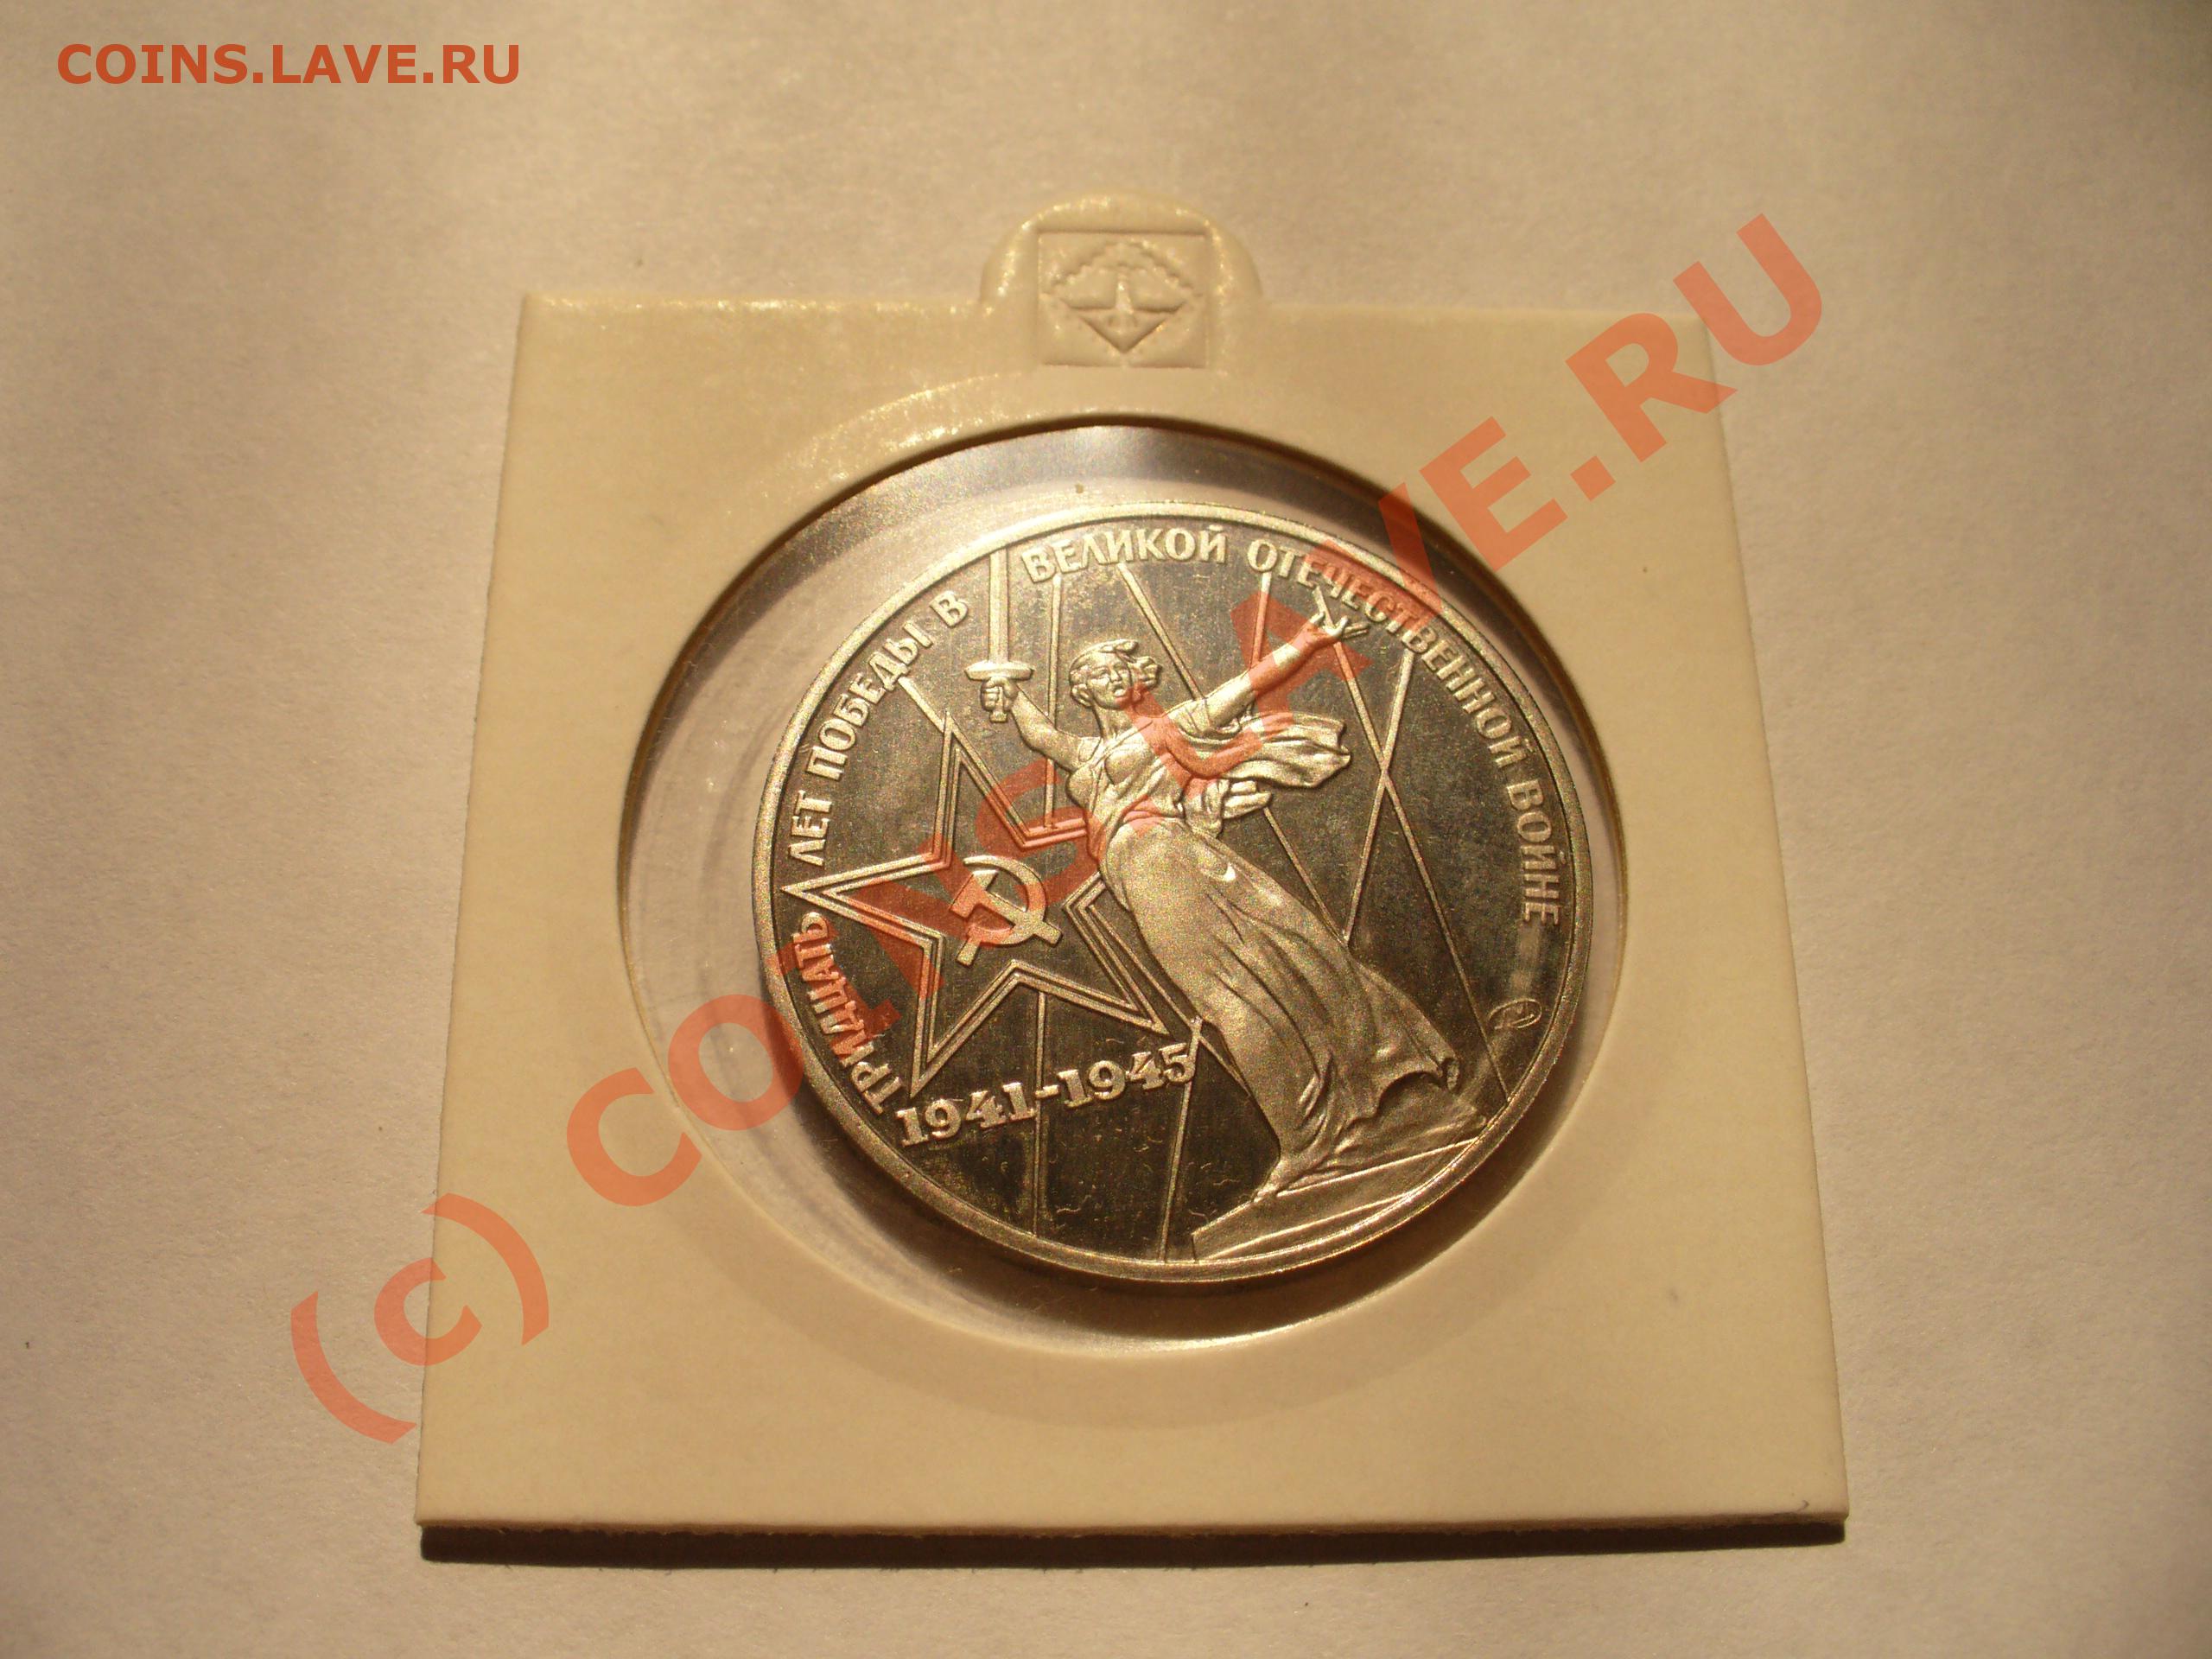 COINS.LAVE.RU
ТРИДЦАТЬ ЛЕТ ПОБЕДЫ В ВЕЛИКОЙ ОТЕЧЕСТВЕННОЙ ВОЙНЕ
1941-1945
(c) COINS.LAVE.RU